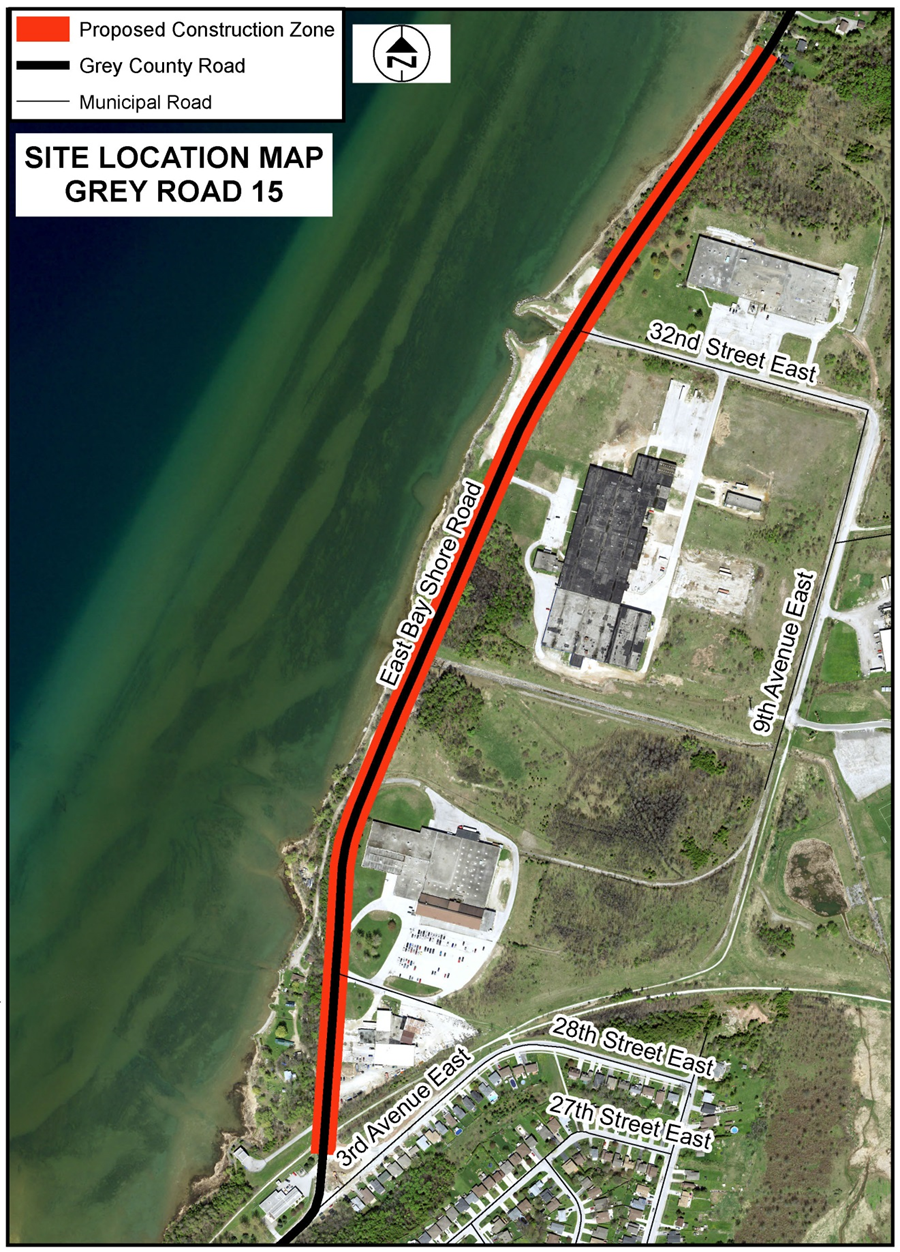 Proposed Construction Zone
Grey County Road
Municipal Road
N
SITE LOCATION MAP
GREY ROAD 15
32nd Street East
East Bay Shore Road
9th Avenue East
28th Street East
3rd Avenue East
27th Street East